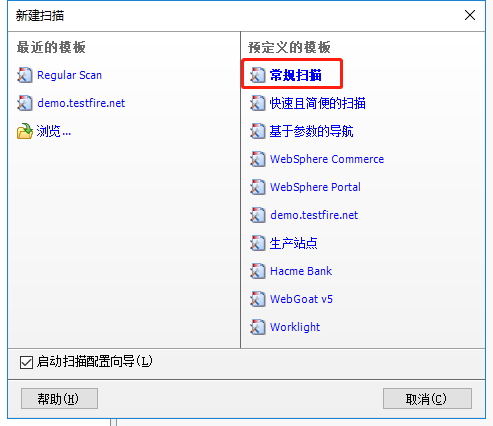 新建扫描
最近的模板
Regular Scan
demo.testfire.net
浏览...
预定义的模板
常规扫描
快速且简便的扫描
基于参数的导航
WebSphere Commerce
WebSphere Portal
demo.testfire.net
生产站点
Hacme Bank
WebGoat v5
Worklight
启动扫描配置向导(L)
帮助(H)
取消(C)